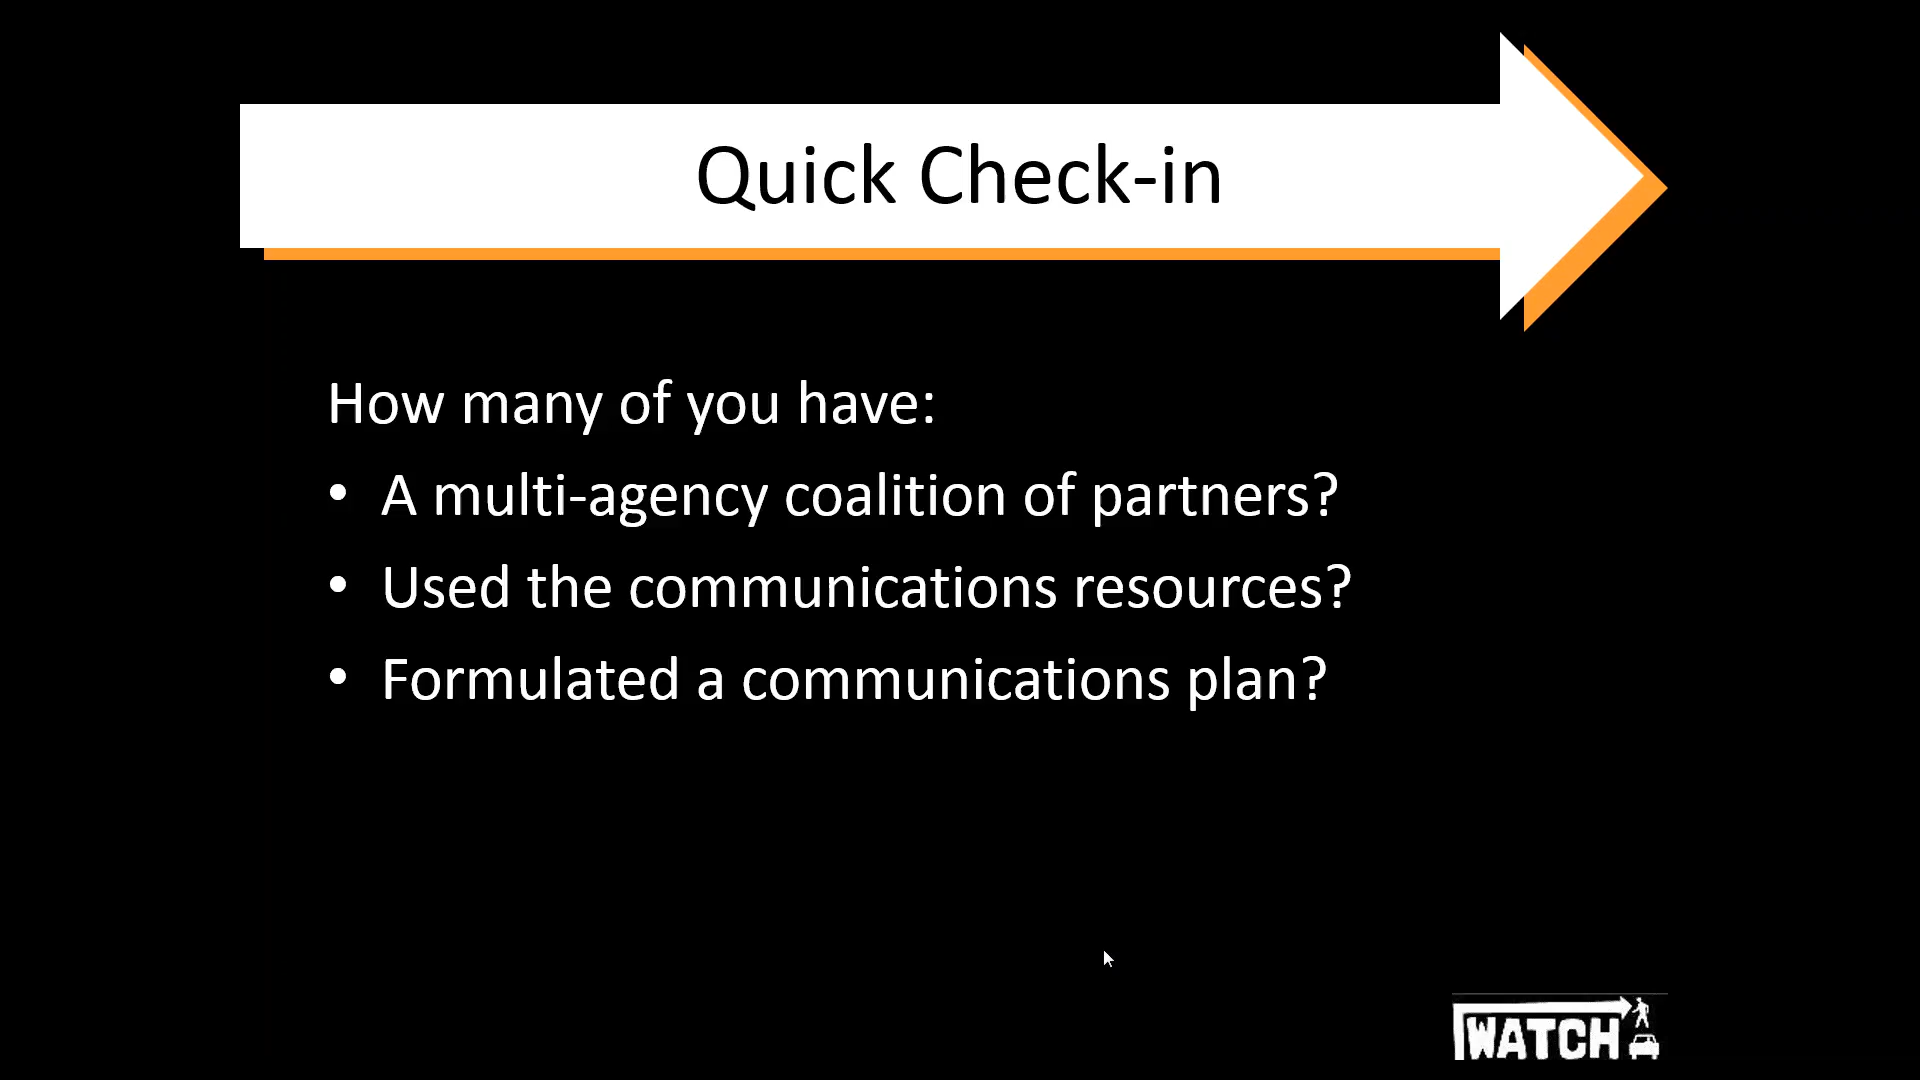 Quick Check-in
How many of you have:
• A multi-agency coalition of partners?
• Used the communications resources?
• Formulated a communications plan?
WATCH